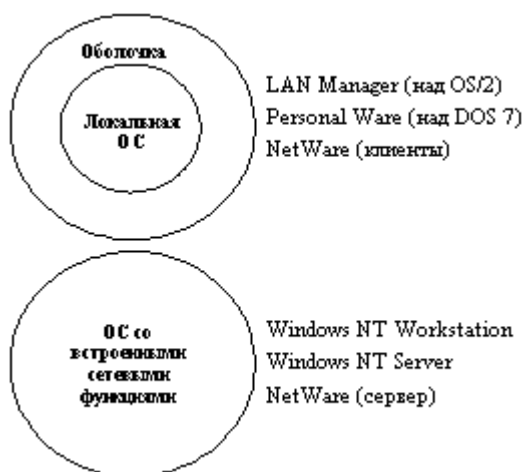 Оболочка
Локальная
ОС
LAN Manager (над OS/2)
Personal Ware (над DOS 7)
NetWare (клиенты)
ОС со
встроенными
сетевыми
функциями
Windows NT Workstation
Windows NT Server
NetWare (сервер)